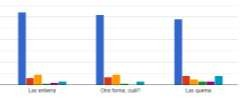 Las entierra
Otra forma, cuál?
Las quema